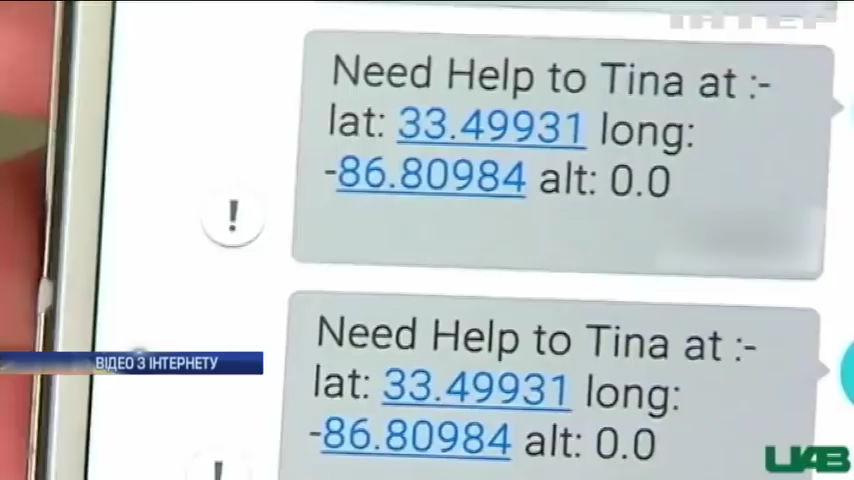 ІНТЕР
Need Help to Tina at :-
lat: 33.49931 long:
-86.80984 alt: 0.0
!
ВІДЕО З ІНТЕРНЕТУ
Need Help to Tina at :-
lat: 33.49931 long:
-86.80984 alt: 0.0
!
UAB